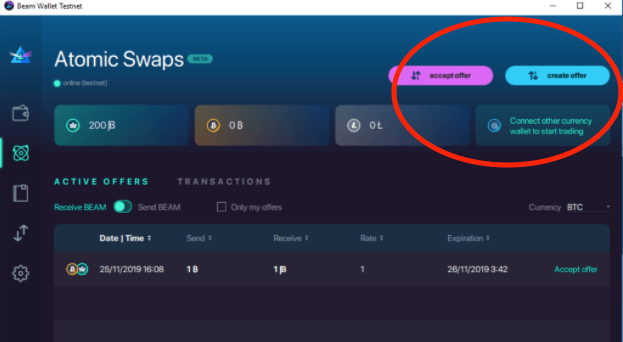 Beam Wallet Testnet
Atomic Swaps BETA
online (testnet)
accept offer
create offer
200
0 ₿
0 Ł
Connect other currency
wallet to start trading
ACTIVE OFFERS TRANSACTIONS
Receive BEAM Send BEAM Only my offers Currency BTC
Date | Time Send Receive Rate Expiration
25/11/2019 16:08 1 ₿ 1 1 26/11/2019 3:42 Accept offer